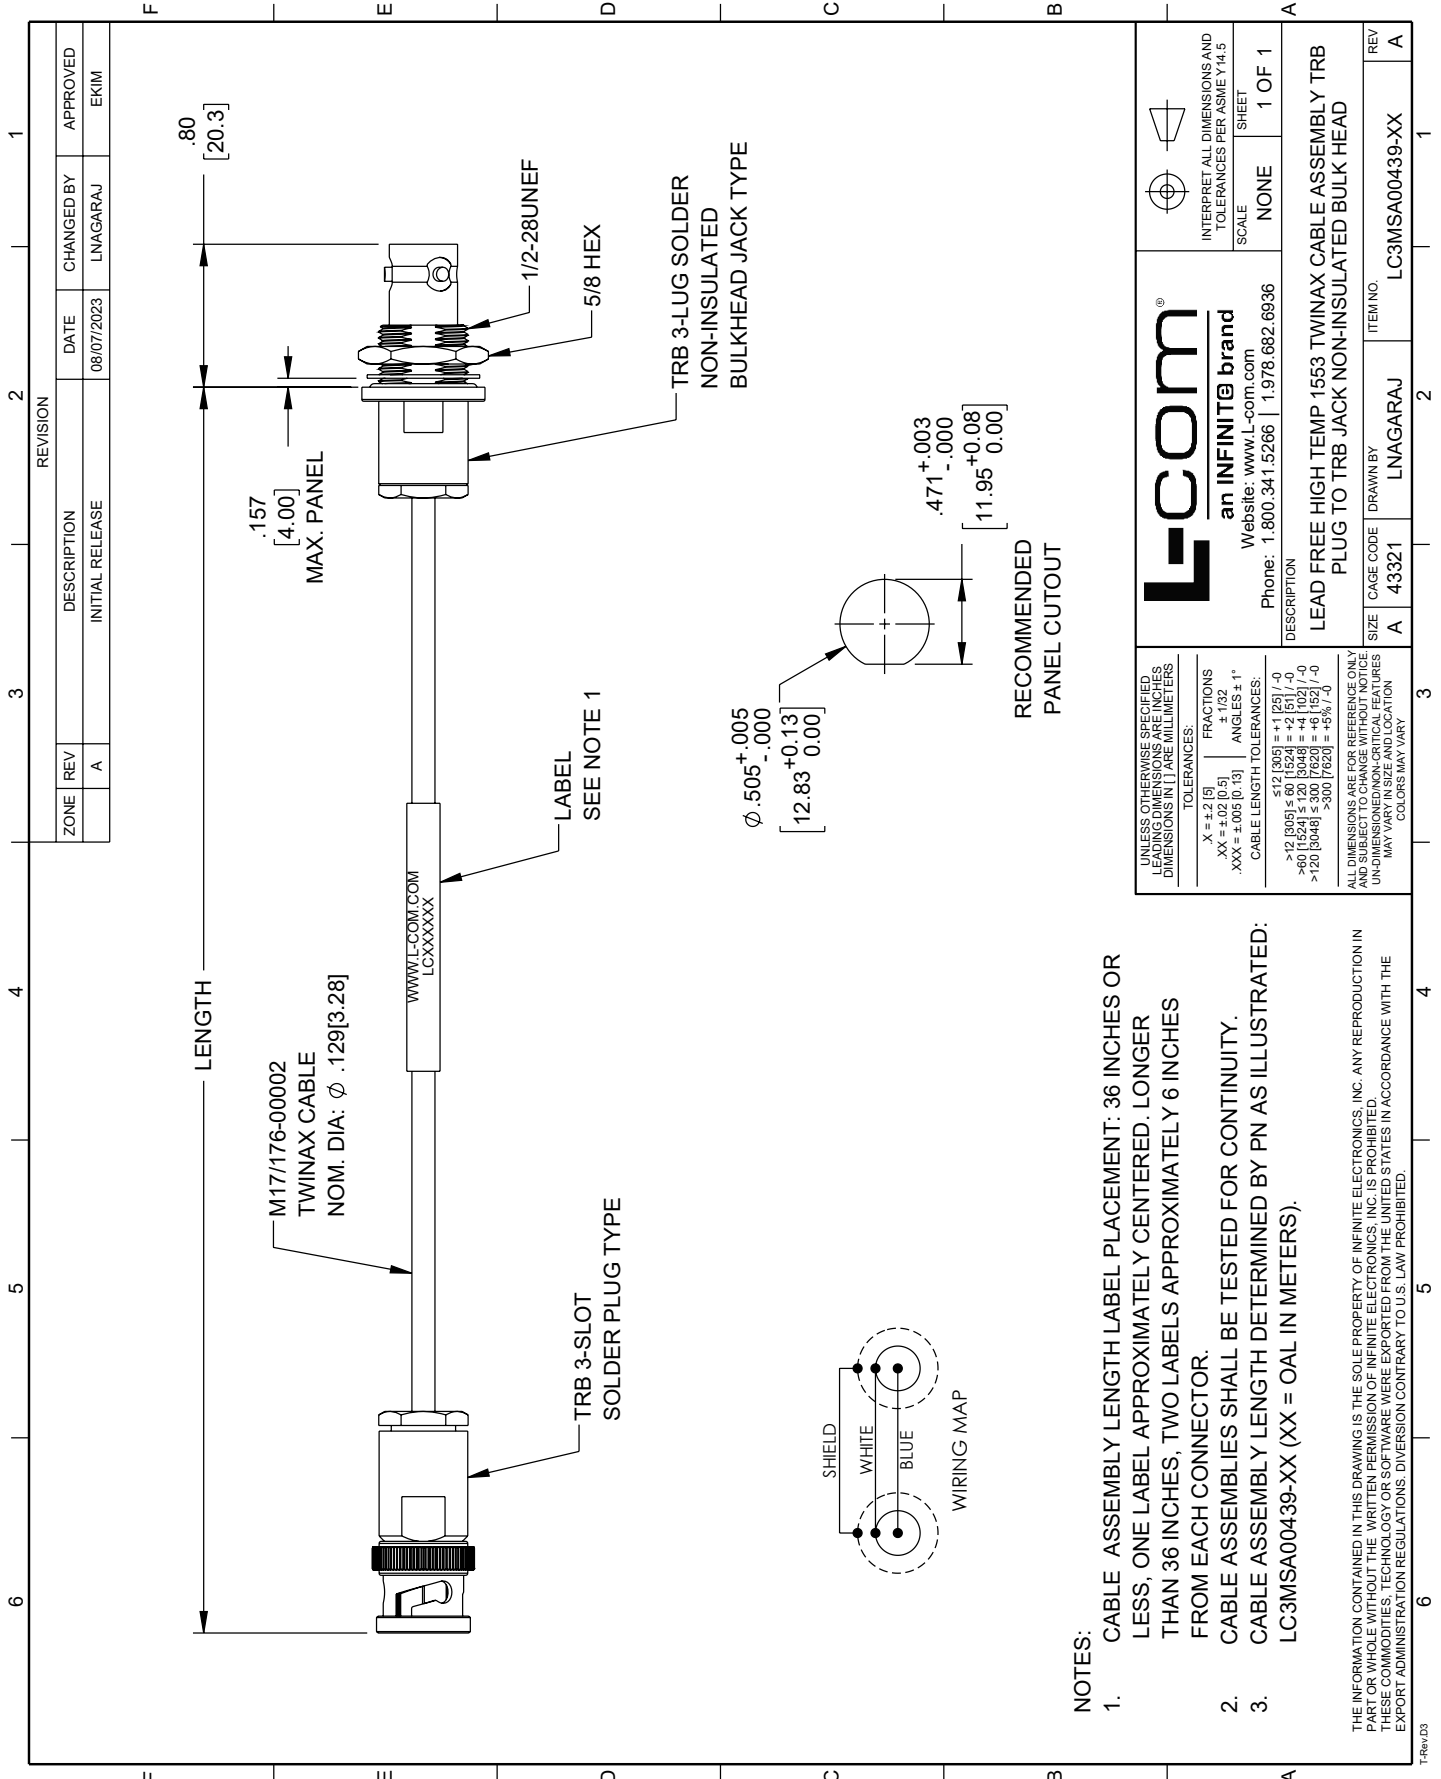 REVISION
ZONE REV DESCRIPTION DATE CHANGED BY APPROVED
A INITIAL RELEASE 08/07/2023 LNAGARAJ EKIM
6 5 4 3 2 1
F
E
D
C
B
A
LENGTH
.80
[20.3]
.157
[4.00]
MAX. PANEL
M17/176-00002
TWINAX CABLE
NOM. DIA: ⌀ .129[3.28]
WWW.L-COM.COM
LCXXXXXX
1/2-28UNEF
5/8 HEX
TRB 3-SLOT
SOLDER PLUG TYPE
LABEL
SEE NOTE 1
TRB 3-LUG SOLDER
NON-INSULATED
BULKHEAD JACK TYPE
⌀ .505 +.005 -.000
[12.83 +0.13 0.00]
.471 +.003 -.000
[11.95 +0.08 0.00]
RECOMMENDED
PANEL CUTOUT
SHIELD
WHITE
BLUE
WIRING MAP
NOTES:
1. CABLE ASSEMBLY LENGTH LABEL PLACEMENT: 36 INCHES OR
LESS, ONE LABEL APPROXIMATELY CENTERED. LONGER
THAN 36 INCHES, TWO LABELS APPROXIMATELY 6 INCHES
FROM EACH CONNECTOR.
2. CABLE ASSEMBLIES SHALL BE TESTED FOR CONTINUITY.
3. CABLE ASSEMBLY LENGTH DETERMINED BY PN AS ILLUSTRATED:
LC3MSA00439-XX (XX = OAL IN METERS).
THE INFORMATION CONTAINED IN THIS DRAWING IS THE SOLE PROPERTY OF INFINITE ELECTRONICS, INC. ANY REPRODUCTION IN
PART OR WHOLE WITHOUT THE WRITTEN PERMISSION OF INFINITE ELECTRONICS, INC. IS PROHIBITED.
THESE COMMODITIES, TECHNOLOGY OR SOFTWARE WERE EXPORTED FROM THE UNITED STATES IN ACCORDANCE WITH THE
EXPORT ADMINISTRATION REGULATIONS. DIVERSION CONTRARY TO U.S. LAW PROHIBITED.
UNLESS OTHERWISE SPECIFIED
LEADING DIMENSIONS ARE INCHES
DIMENSIONS IN [ ] ARE MILLIMETERS
TOLERANCES:
.X = ±.2 [5]
.XX = ±.02 [0.5]
.XXX = ±.005 [0.13]
FRACTIONS
± 1/32
ANGLES ± 1°
CABLE LENGTH TOLERANCES:
≤12 [305] = +1 [25] / -0
>12 [305] ≤ 60 [1524] = +2 [51] / -0
>60 [1524] ≤ 120 [3048] = +4 [102] / -0
>120 [3048] ≤ 300 [7620] = +6 [152] / -0
>300 [7620] = +5% / -0
ALL DIMENSIONS ARE FOR REFERENCE ONLY
AND SUBJECT TO CHANGE WITHOUT NOTICE.
UN-DIMENSIONED/NON-CRITICAL FEATURES
MAY VARY IN SIZE AND LOCATION
COLORS MAY VARY
L-com®
an INFINITE brand
Website: www.L-com.com
Phone: 1.800.341.5266 | 1.978.682.6936
INTERPRET ALL DIMENSIONS AND
TOLERANCES PER ASME Y14.5
SCALE
NONE
SHEET
1 OF 1
DESCRIPTION
LEAD FREE HIGH TEMP 1553 TWINAX CABLE ASSEMBLY TRB
PLUG TO TRB JACK NON-INSULATED BULK HEAD
SIZE
A
CAGE CODE
43321
DRAWN BY
LNAGARAJ
ITEM NO.
LC3MSA00439-XX
REV
A
6 5 4 3 2 1
F
E
D
C
B
A
T-Rev.D3